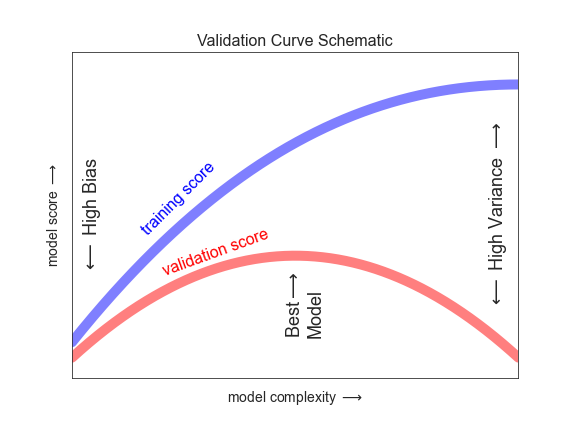 Validation Curve Schematic
model score ⟶
⟵ High Bias
training score
validation score
Best ⟶
Model
⟵ High Variance ⟶
model complexity ⟶